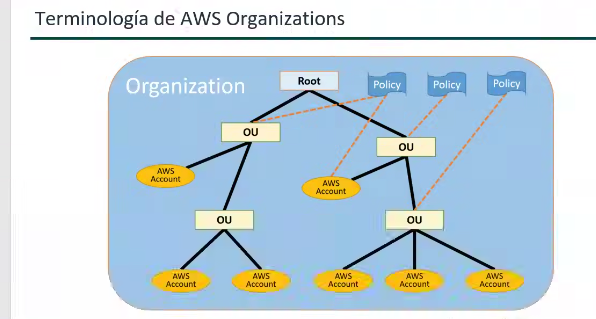 Terminología de AWS Organizations
Organization
Root
Policy
Policy
Policy
OU
OU
AWS
Account
AWS
Account
OU
OU
AWS
Account
AWS
Account
AWS
Account
AWS
Account
AWS
Account